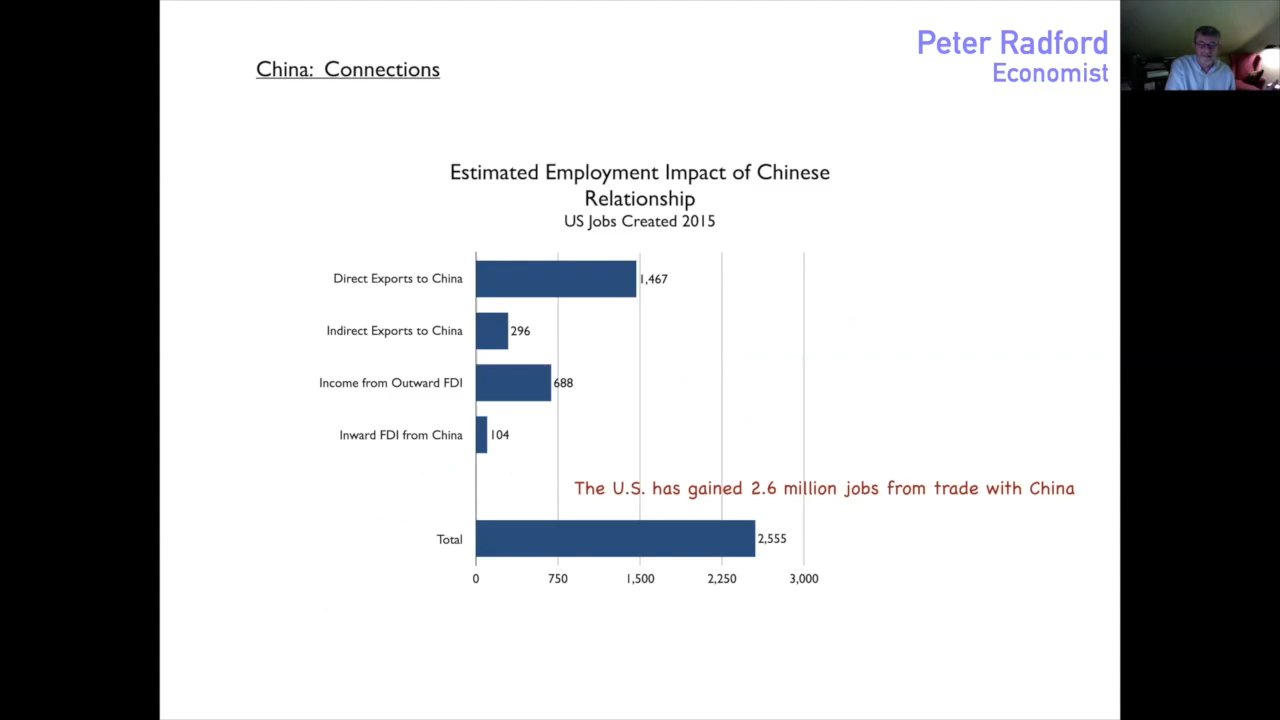 Peter Radford
Economist
China: Connections
Estimated Employment Impact of Chinese
Relationship
US Jobs Created 2015
Direct Exports to China
1,467
Indirect Exports to China
296
Income from Outward FDI
688
Inward FDI from China
104
The U.S. has gained 2.6 million jobs from trade with China
Total
2,555
0 750 1,500 2,250 3,000